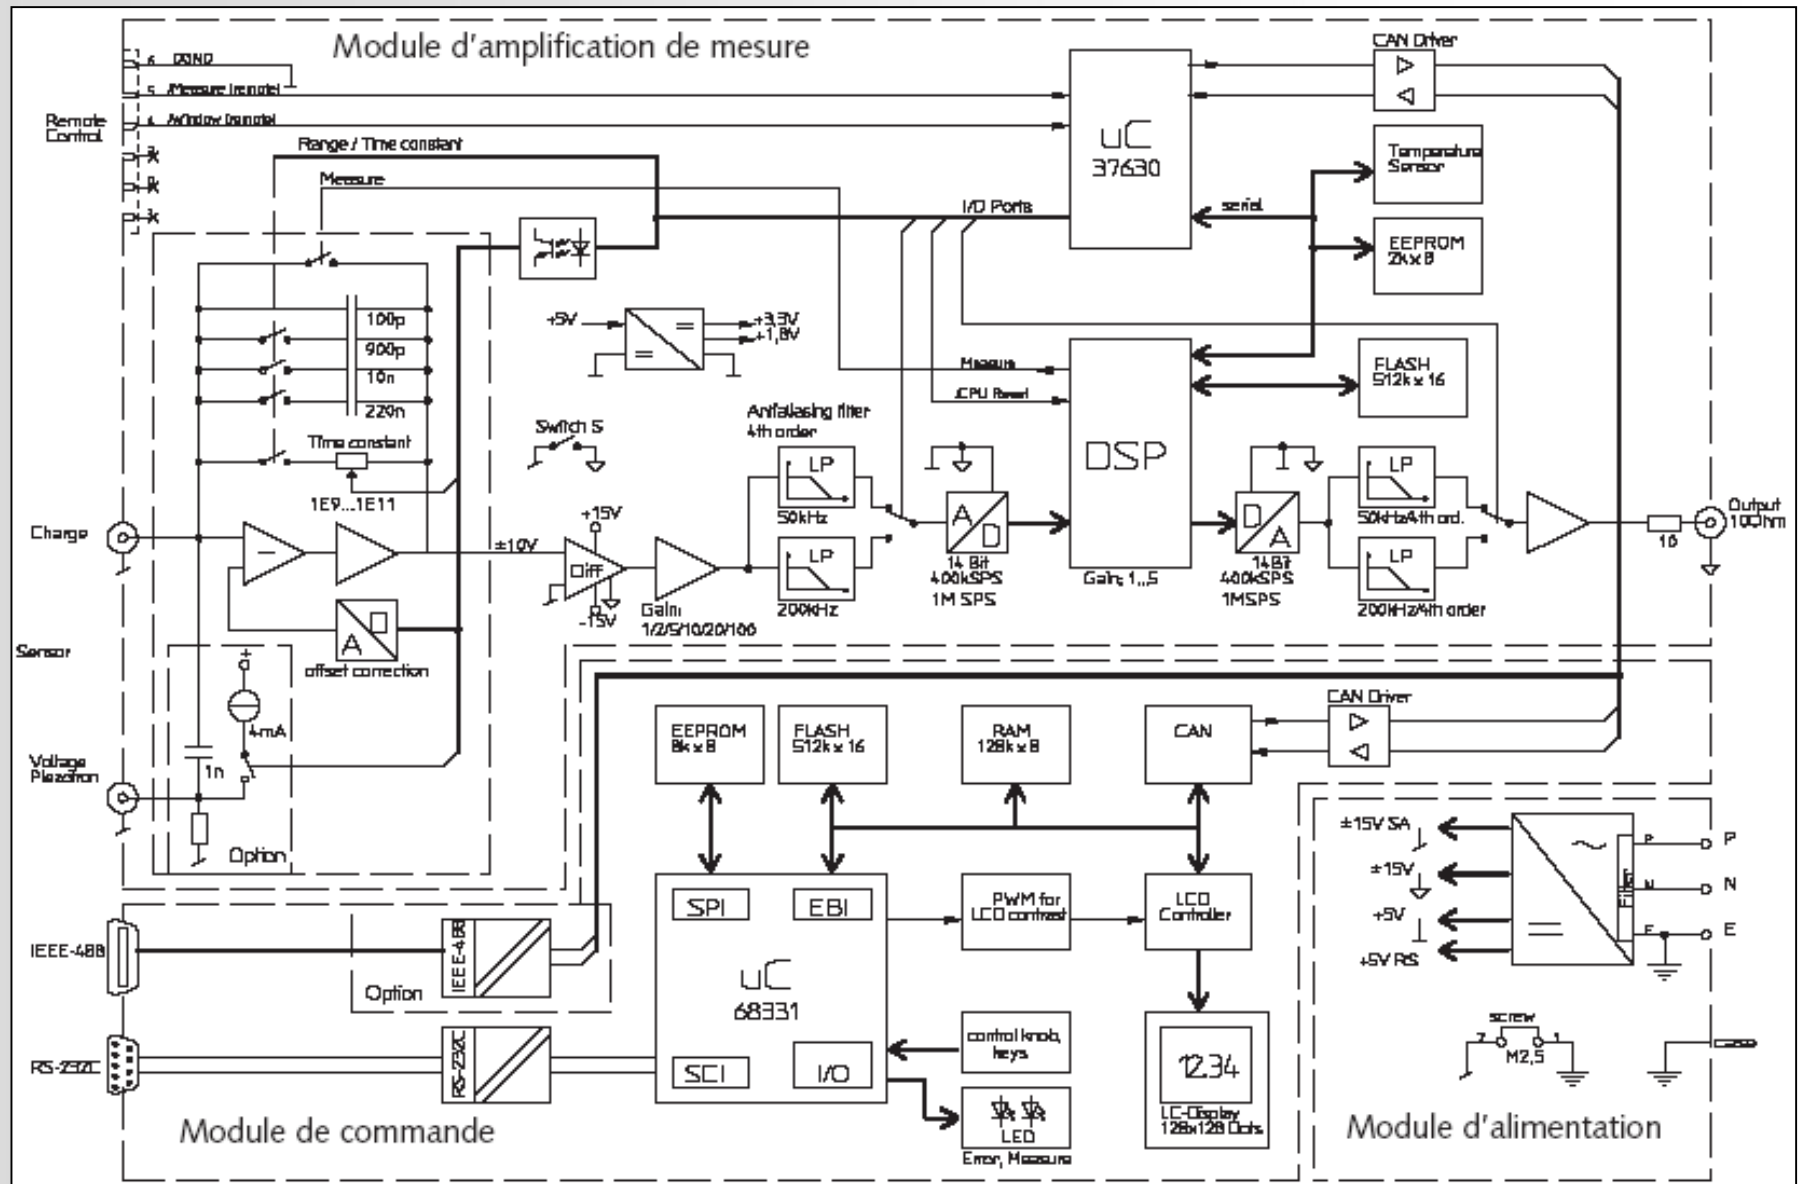 Module d'amplification de mesure
CAN Driver
6 DGND
5 /Measure (remote)
4 /Window (remote)
Remote
Control
Range / Time constant
Measure
uC
37630
Temperature
Sensor
I/O Ports
serial
EEPROM
2k x 8
100p
900p
10n
220n
+5V
+3,3V
+1,8V
Measure
FLASH
512k x 16
/CPU Reset
Antialiasing filter
4th order
Switch S
Time constant
1E9...1E11
LP
50kHz
DSP
LP
50kHz/4th ord.
+15V
Charge
±10V
Diff
-15V
Gain:
1/2/5/10/20/100
LP
200kHz
A
D
14 Bit
400kSPS
1M SPS
Gain: 1...5
D
A
14Bit
400kSPS
1MSPS
LP
200kHz/4th order
10
Output
10Ohm
D
A
offset correction
Sensor
+
4mA
1n
Voltage
Piezotron
Option
EEPROM
8k x 8
FLASH
512k x 16
RAM
128k x 8
CAN
CAN Driver
±15V SA
±15V
+5V
+5V RS
Filter
P
P
N
N
E
E
SPI
EBI
PWM for
LCD contrast
LCD
Controller
IEEE-488
IEEE-488
Option
uC
68331
RS-232C
RS-232C
SCI
I/O
control knob,
keys
LED
Error, Measure
12.34
LC-Display
128x128 Dots
screw
2
1
M2,5
Module de commande
Module d'alimentation